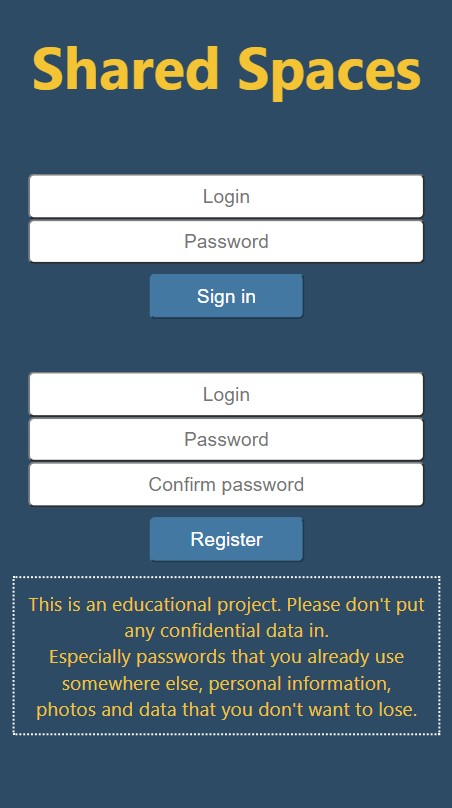 Shared Spaces
Login
Password
Sign in
Login
Password
Confirm password
Register
This is an educational project. Please don't put
any confidential data in.
Especially passwords that you already use
somewhere else, personal information,
photos and data that you don't want to lose.